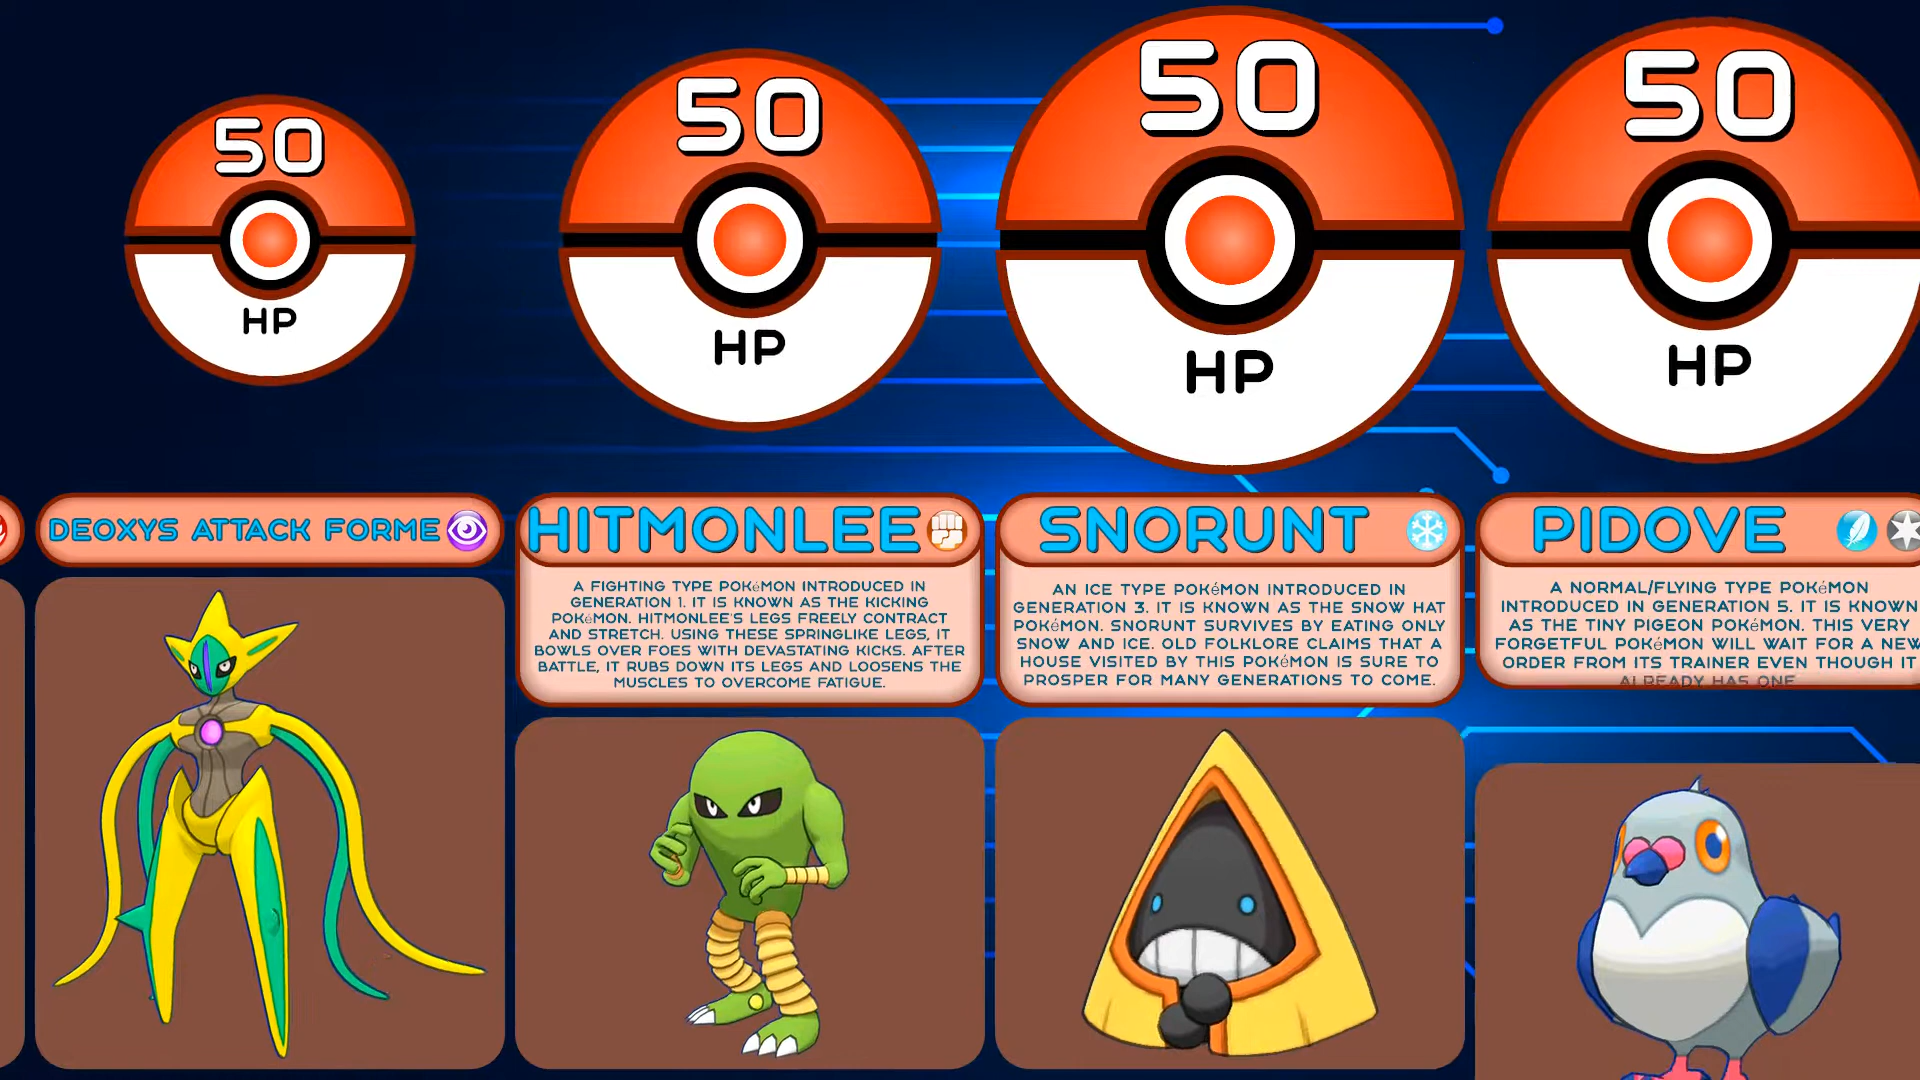 50
HP
50
HP
50
HP
50
HP
DEOXYS ATTACK FORME
HITMONLEE
A FIGHTING TYPE POKéMON INTRODUCED IN
GENERATION 1. IT IS KNOWN AS THE KICKING
POKéMON. HITMONLEE'S LEGS FREELY CONTRACT
AND STRETCH. USING THESE SPRINGLIKE LEGS, IT
BOWLS OVER FOES WITH DEVASTATING KICKS. AFTER
BATTLE, IT RUBS DOWN ITS LEGS AND LOOSENS THE
MUSCLES TO OVERCOME FATIGUE.
SNORUNT
AN ICE TYPE POKéMON INTRODUCED IN
GENERATION 3. IT IS KNOWN AS THE SNOW HAT
POKéMON. SNORUNT SURVIVES BY EATING ONLY
SNOW AND ICE. OLD FOLKLORE CLAIMS THAT A
HOUSE VISITED BY THIS POKéMON IS SURE TO
PROSPER FOR MANY GENERATIONS TO COME.
PIDOVE
A NORMAL/FLYING TYPE POKéMON
INTRODUCED IN GENERATION 5. IT IS KNOWN
AS THE TINY PIGEON POKéMON. THIS VERY
FORGETFUL POKéMON WILL WAIT FOR A NEW
ORDER FROM ITS TRAINER EVEN THOUGH IT
ALREADY HAS ONE